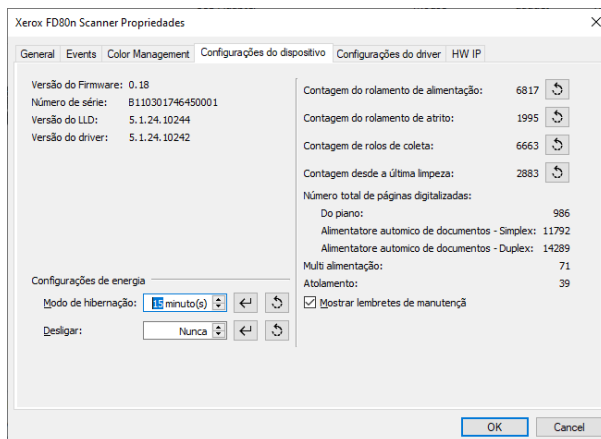 Xerox FD80n Scanner Propriedades
General Events Color Management Configurações do dispositivo Configurações do driver HW IP
Versão do Firmware: 0.18
Número de série: B110301746450001
Versão do LLD: 5.1.24.10244
Versão do driver: 5.1.24.10242
Configurações de energia
Modo de hibernação: 15 minuto(s)
Desligar: Nunca
Contagem do rolamento de alimentação: 6817
Contagem do rolamento de atrito: 1995
Contagem de rolos de coleta: 6663
Contagem desde a última limpeza: 2883
Número total de páginas digitalizadas:
Do piano: 986
Alimentatore automico de documentos - Simplex: 11792
Alimentatore automico de documentos - Duplex: 14289
Multi alimentação: 71
Atolamento: 39
Mostrar lembretes de manutençã
OK Cancel